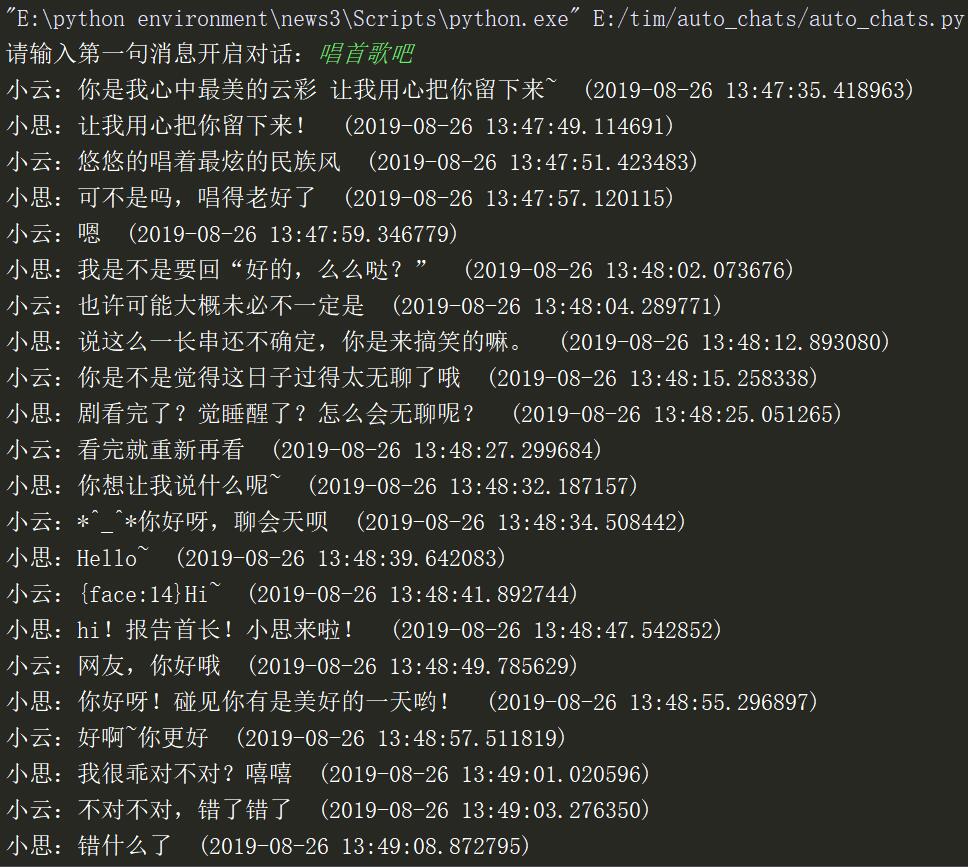 "E:\python environment\news3\Scripts\python.exe" E:/tim/auto_chats/auto_chats.py
请输入第一句消息开启对话：唱首歌吧
小云：你是我心中最美的云彩 让我用心把你留下来~ (2019-08-26 13:47:35.418963)
小思：让我用心把你留下来！ (2019-08-26 13:47:49.114691)
小云：悠悠的唱着最炫的民族风 (2019-08-26 13:47:51.423483)
小思：可不是吗，唱得老好了 (2019-08-26 13:47:57.120115)
小云：嗯 (2019-08-26 13:47:59.346779)
小思：我是不是要回“好的，么么哒？” (2019-08-26 13:48:02.073676)
小云：也许可能大概未必不一定是 (2019-08-26 13:48:04.289771)
小思：说这么一长串还不确定，你是来搞笑的嘛。 (2019-08-26 13:48:12.893080)
小云：你是不是觉得这日子过得太无聊了哦 (2019-08-26 13:48:15.258338)
小思：剧看完了？觉睡醒了？怎么会无聊呢？ (2019-08-26 13:48:25.051265)
小云：看完就重新再看 (2019-08-26 13:48:27.299684)
小思：你想让我说什么呢~ (2019-08-26 13:48:32.187157)
小云：*^_^*你好呀，聊会天呗 (2019-08-26 13:48:34.508442)
小思：Hello~ (2019-08-26 13:48:39.642083)
小云：{face:14}Hi~ (2019-08-26 13:48:41.892744)
小思：hi！报告首长！小思来啦！ (2019-08-26 13:48:47.542852)
小云：网友，你好哦 (2019-08-26 13:48:49.785629)
小思：你好呀！碰见你有是美好的一天哟！ (2019-08-26 13:48:55.296897)
小云：好啊~你更好 (2019-08-26 13:48:57.511819)
小思：我很乖对不对？嘻嘻 (2019-08-26 13:49:01.020596)
小云：不对不对，错了错了 (2019-08-26 13:49:03.276350)
小思：错什么了 (2019-08-26 13:49:08.872795)